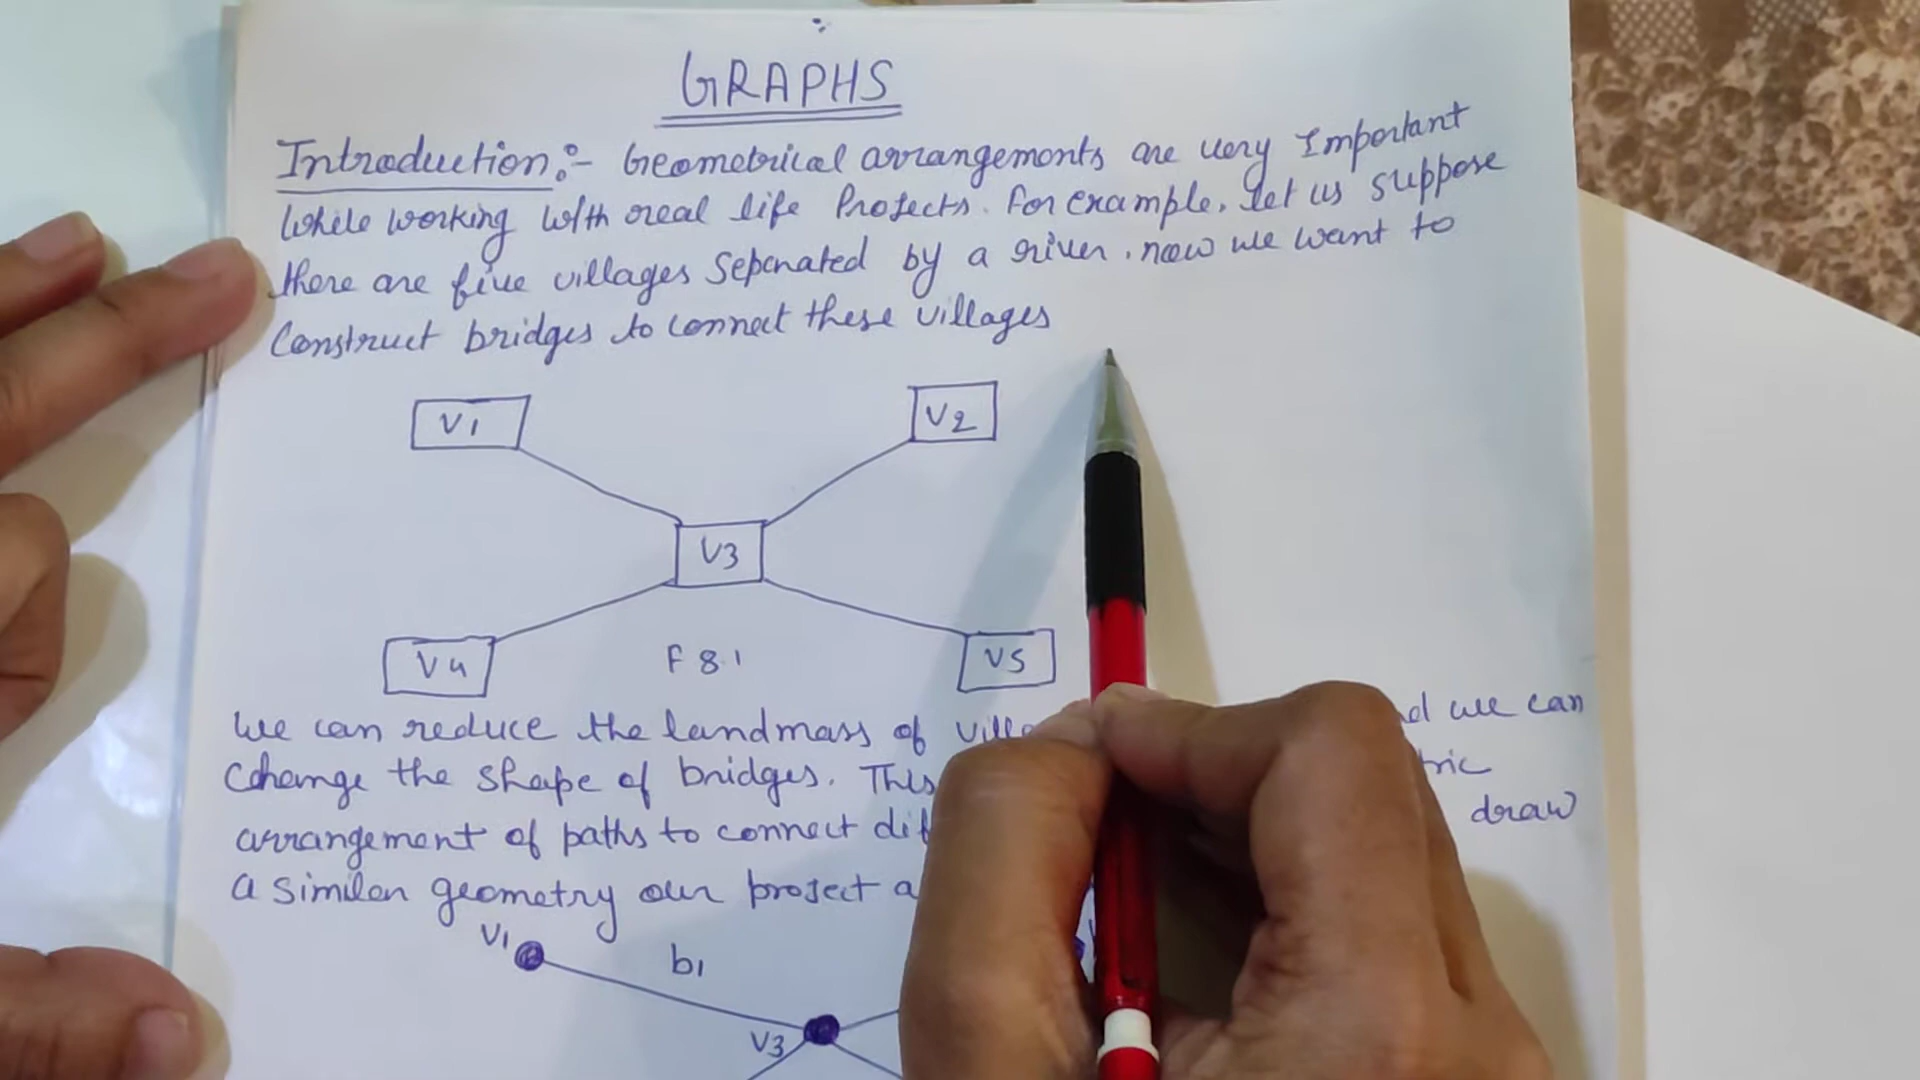 GRAPHS
Introduction:- Geometrical arrangements are very Important
While working with real life Projects. For example, let us suppose
there are five villages Seperated by a river. now we want to
Construct bridges to connect these villages
V1
V2
V3
V4
F 8.1
V5
We can reduce the landmass of we can
Change the shape of bridges. This
arrangement of paths to connect draw
a similar geometry our project
V1
b1
V3